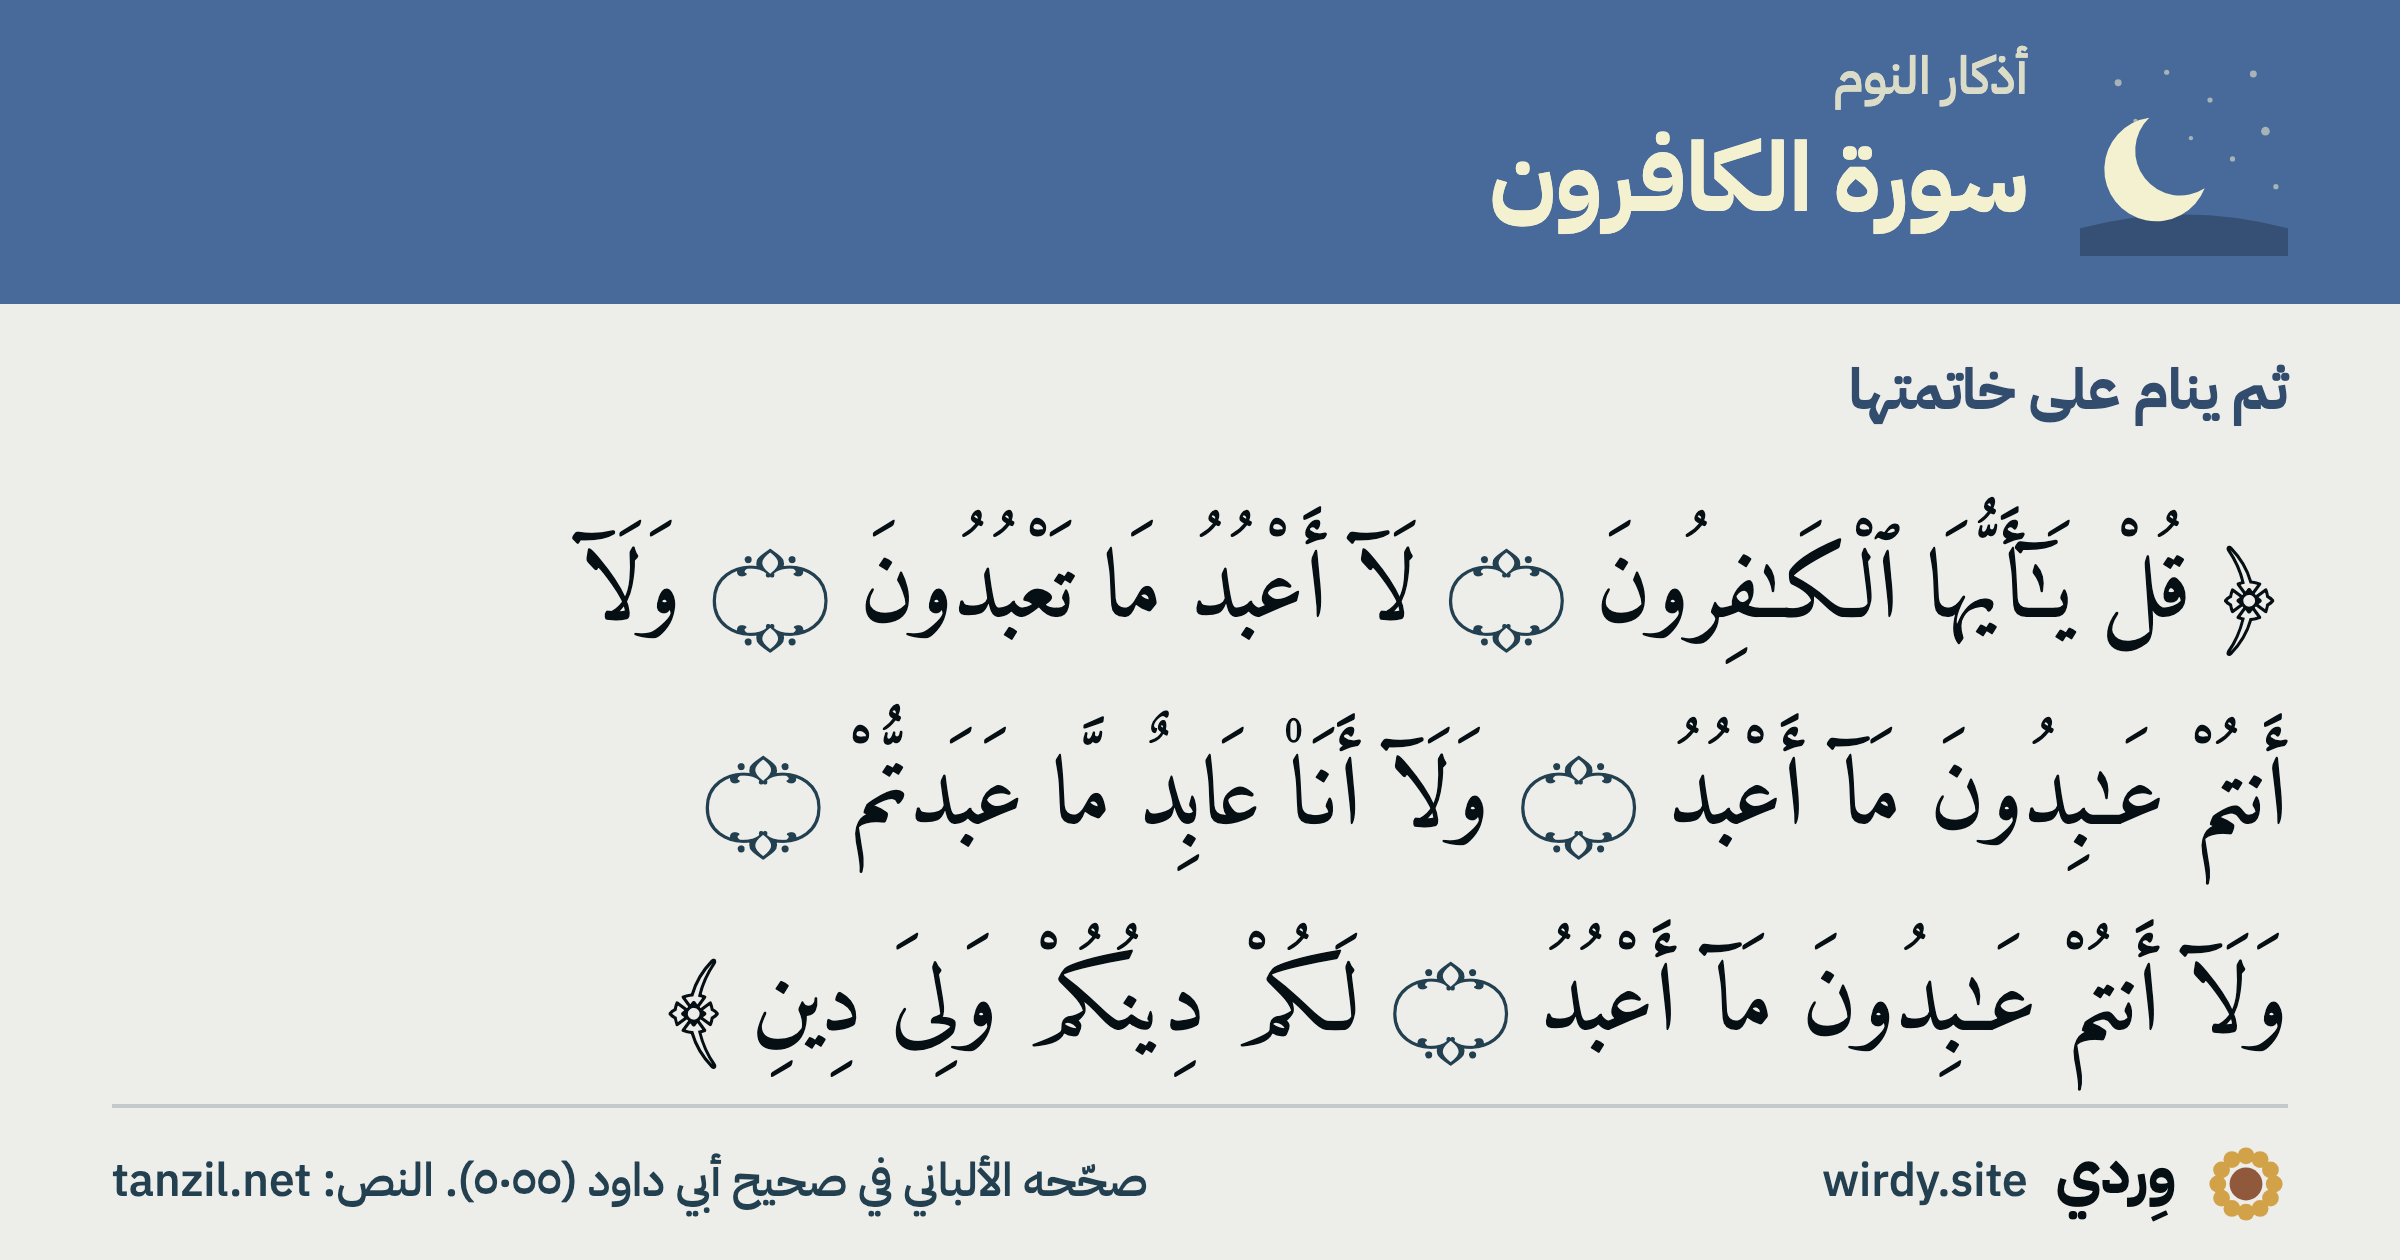 أذكار النوم
سورة الكافرون
ثم ينام على خاتمتها
﴿ قُلْ يَـٰٓأَيُّهَا ٱلْكَـٰفِرُونَ ۝ لَآ أَعْبُدُ مَا تَعْبُدُونَ ۝ وَلَآ
أَنتُمْ عَـٰبِدُونَ مَآ أَعْبُدُ ۝ وَلَآ أَنَا۠ عَابِدٌ مَّا عَبَدتُّمْ ۝
وَلَآ أَنتُمْ عَـٰبِدُونَ مَآ أَعْبُدُ ۝ لَكُمْ دِينُكُمْ وَلِىَ دِينِ ﴾
وِردي wirdy.site
صحّحه الألباني في صحيح أبي داود (٥٠٥٥). النص: tanzil.net